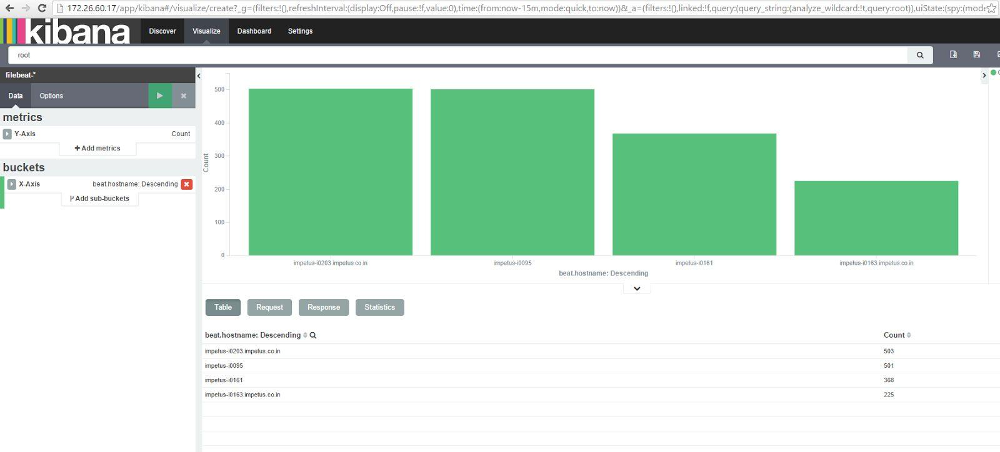 172.26.60.17/app/kibana#/visualize/create?_g=(filters:!(),refreshInterval:(display:Off,pause:!f,value:0),time:(from:now-15m,mode:quick,to:now))&_a=(filters:!(),linked:!f,query:(query_string:(analyze_wildcard:!t,query:root)),uiState:(spy:(mode
kibana Discover Visualize Dashboard Settings
root
filebeat-*
Data Options
metrics
Y-Axis Count
Add metrics
buckets
X-Axis beat.hostname: Descending
Add sub-buckets
500
400
300
200
100
0
Count
impetus-i0203.impetus.co.in impetus-i0095 impetus-i0161 impetus-i0163.impetus.co.in
beat.hostname: Descending
Table Request Response Statistics
beat.hostname: Descending Count
impetus-i0203.impetus.co.in 503
impetus-i0095 501
impetus-i0161 368
impetus-i0163.impetus.co.in 225